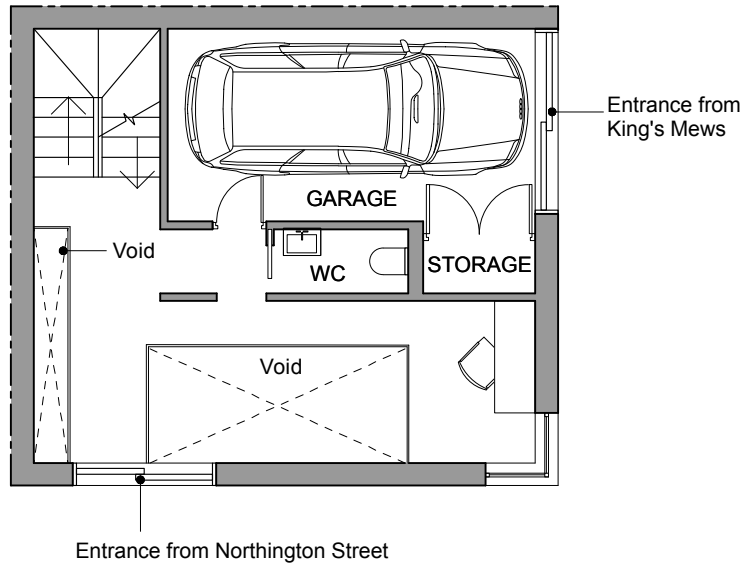 Entrance from
King's Mews
GARAGE
Void
WC
STORAGE
Void
Entrance from Northington Street